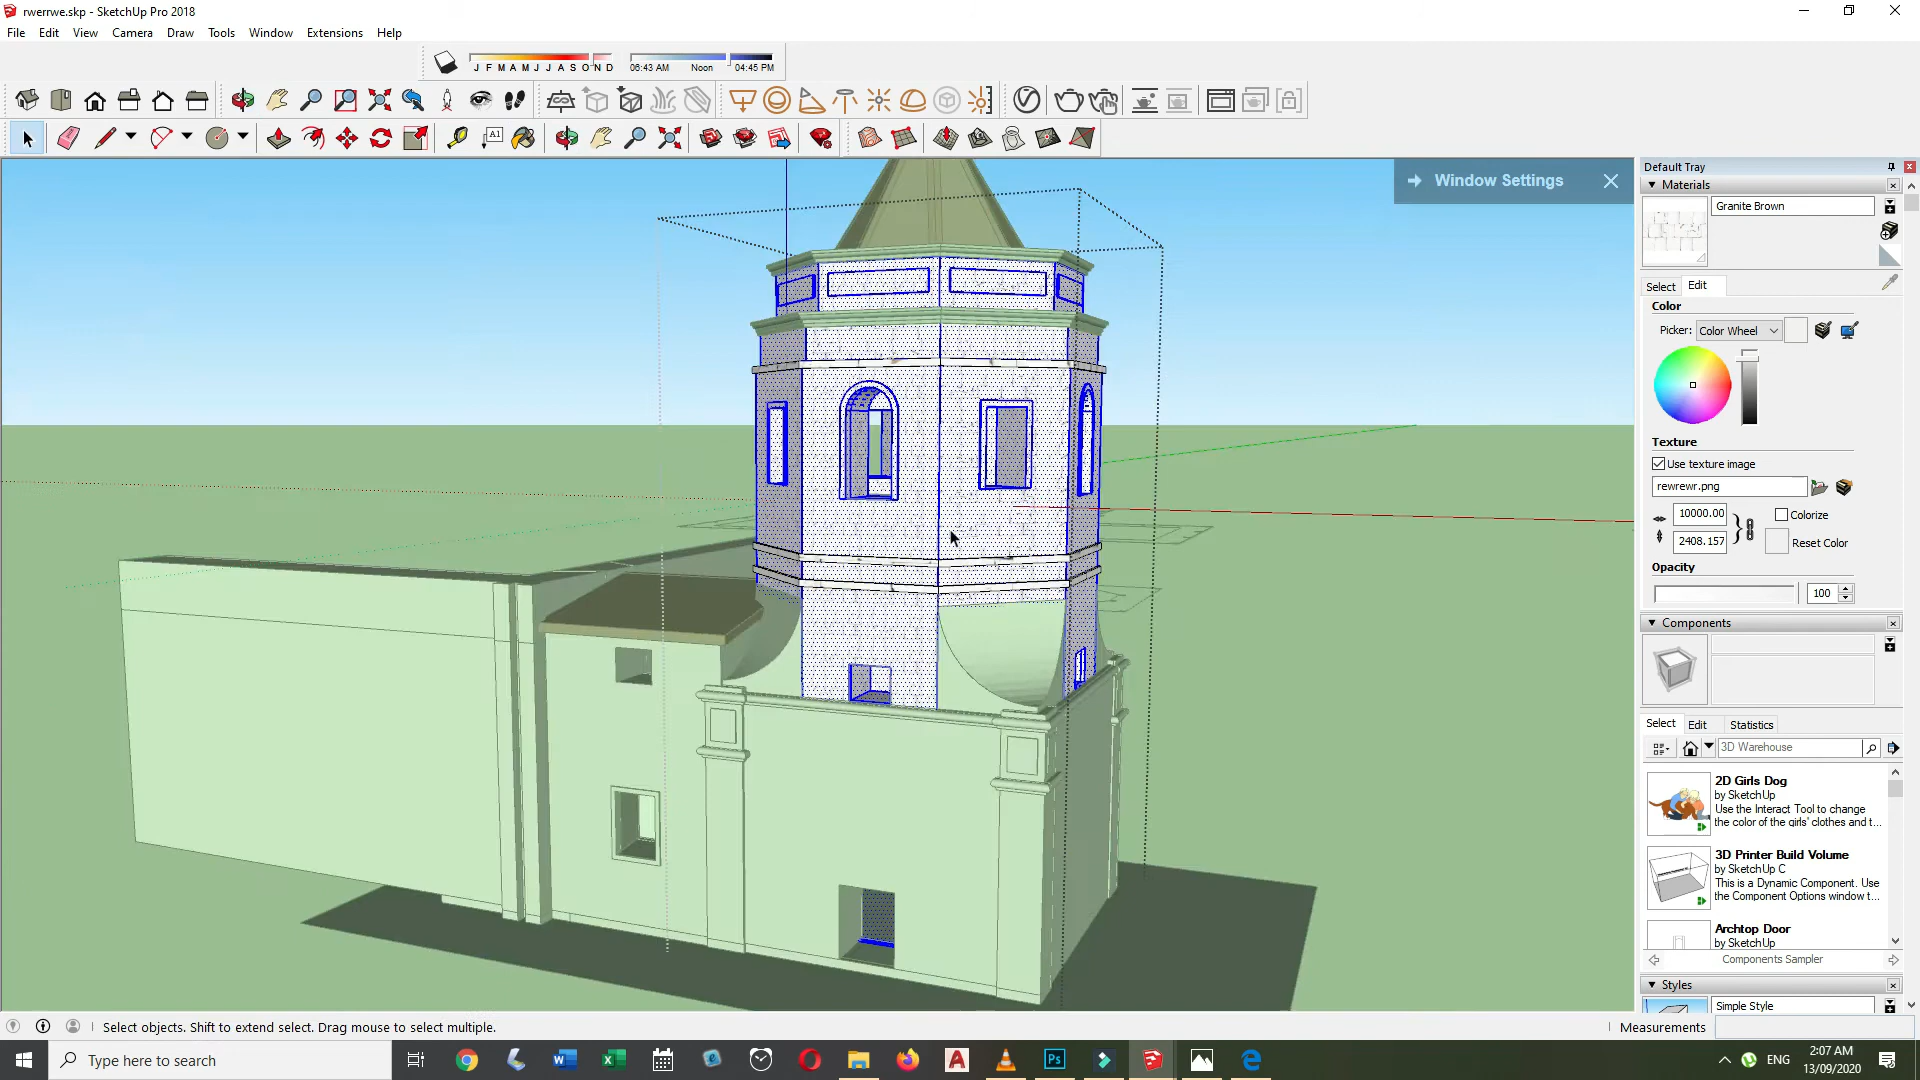 rwerrwe.skp - SketchUp Pro 2018
File Edit View Camera Draw Tools Window Extensions Help
J F M A M J J A S O N D
06:43 AM Noon 04:45 PM
A1
Window Settings
Default Tray
Materials
Granite Brown
Select Edit
Color
Picker: Color Wheel
Texture
Use texture image
rewrewr.png
10000.00
Colorize
2408.157
Reset Color
Opacity
100
Components
Select Edit Statistics
3D Warehouse
2D Girls Dog
by SketchUp
Use the Interact Tool to change
the color of the girls' clothes and t...
3D Printer Build Volume
by SketchUp C
This is a Dynamic Component. Use
the Component Options window t...
Archtop Door
by SketchUp
Components Sampler
Styles
Simple Style
Select objects. Shift to extend select. Drag mouse to select multiple.
Measurements
Type here to search
Ps
ENG
2:07 AM
13/09/2020